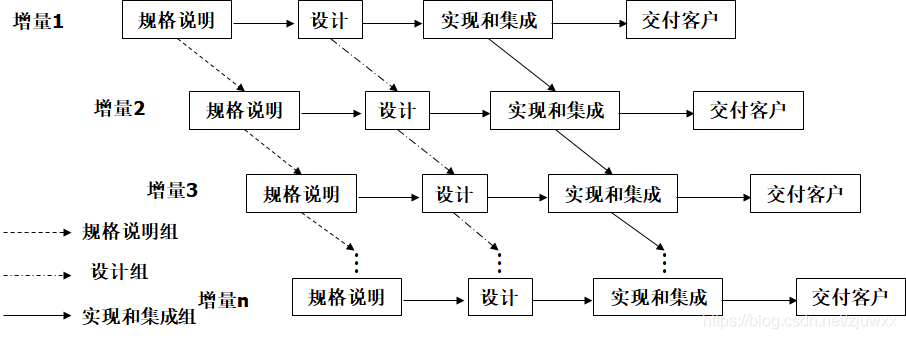 增量1 规格说明 设计 实现和集成 交付客户
增量2 规格说明 设计 实现和集成 交付客户
增量3 规格说明 设计 实现和集成 交付客户
规格说明组
设计组
增量n 规格说明 设计 实现和集成 交付客户
实现和集成组
https://blog.csdn.net/zjuwxx